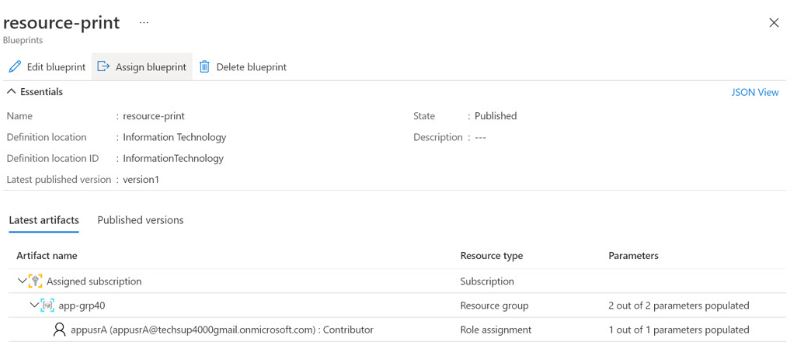 resource-print ...
Blueprints
Edit blueprint Assign blueprint Delete blueprint
Essentials JSON View
Name : resource-print State : Published
Definition location : Information Technology Description : ---
Definition location ID : InformationTechnology
Latest published version : version1
Latest artifacts Published versions
Artifact name Resource type Parameters
Assigned subscription Subscription
app-grp40 Resource group 2 out of 2 parameters populated
appusrA (appusrA@techsup4000gmail.onmicrosoft.com) : Contributor Role assignment 1 out of 1 parameters populated